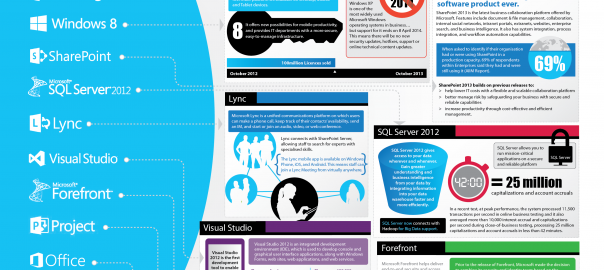 Windows 8
SharePoint
Microsoft
SQL Server 2012
Lync
Visual Studio
Microsoft
Forefront
Project
Office
and tablet devices
8
It offers new possibilities for mobile productivity,
and provides IT departments with a more secure,
easy-to-manage infrastructure.
100million Licences sold!
October 2012
October 2013
Windows XP
is one of the
widely used
Microsoft Windows
operating systems in business...
but support for it ends on 8 April 2014.
This means there will be no new
security updates, hotfixes, support or
online technical content updates.
software product ever.
SharePoint 2013 is the latest business collaboration platform offered by
Microsoft. Features include document & file management, collaboration,
internal social networks, intranet portals, extranets, websites, enterprise
search, and business intelligence. It also has system integration, process
integration, and workflow automation capabilities.
When asked to identify if their organisation
had or were using SharePoint in a
production capacity, 69% of respondents
within Enterprises said they had and were
still using it (AIIM Report).
69%
SharePoint 2013 builds on previous releases to:
help lower IT costs with a flexible and scalable collaboration platform
better manage risk by safeguarding your business with secure and
reliable capabilities
increase productivity through cost-effective and efficient
management.
Lync
Microsoft Lync is a unified communications platform on which users
can make a phone call, keep track of their contacts' availability, send
an IM, and start or join an audio, video, or web conference.
Lync connects with SharePoint Server,
allowing staff to search for experts with
specialised skills.
The Lync mobile app is available on Windows
Phone, iOS, and Android. This means staff can
join a Lync Meeting from virtually anywhere.
SQL Server 2012
SQL Server 2012 gives
access to your data
wherever and whenever,
gain greater
understanding and
business intelligence
from your data by
integrating information
into your data
warehouse faster and
more efficiently.
SQL Server now connects with
Hadoop for Big Data support.
SQL Server allows you to
run mission critical
applications on a secure
and reliable platform
SQL Server
42:00
= 25 million
capitalizations and account accruals
In a recent test, at peak throughput, the system processed 11,500
transactions per second in online business testing and it also
averaged more than 10,000 interest accrual and capitalizations
per second during close-of-business testing, processing 25 million
capitalizations and account accruals in less than 42 minutes.
Visual Studio
Visual Studio
2012 is the first
development
tool to enable
Visual Studio 2012 is an integrated development
environment (IDE), which is used to develop console and
graphical user interface applications, along with Windows
Forms, web sites, web applications, and web services.
Forefront
Microsoft Forefront helps deliver
Prior to the release of Forefront, Microsoft made the decision